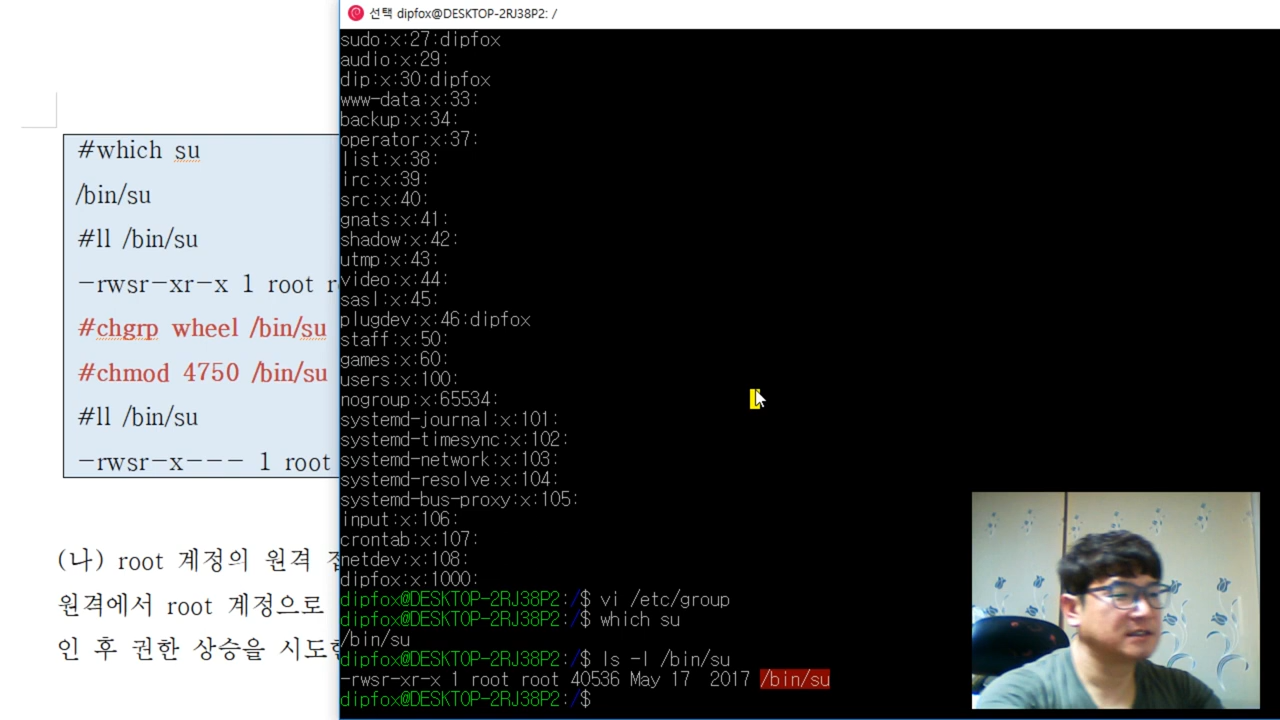 선택 dipfox@DESKTOP-2RJ38P2: /
#which su
/bin/su
#ll /bin/su
-rwsr-xr-x 1 root r
#chgrp wheel /bin/su
#chmod 4750 /bin/su
#ll /bin/su
-rwsr-x--- 1 root
(나) root 계정의 원격
원격에서 root 계정으로
인 후 권한 상승을 시도
sudo:x:27:dipfox
audio:x:29:
dip:x:30:dipfox
www-data:x:33:
backup:x:34:
operator:x:37:
list:x:38:
irc:x:39:
src:x:40:
gnats:x:41:
shadow:x:42:
utmp:x:43:
video:x:44:
sasl:x:45:
plugdev:x:46:dipfox
staff:x:50:
games:x:60:
users:x:100:
nogroup:x:65534:
systemd-journal:x:101:
systemd-timesync:x:102:
systemd-network:x:103:
systemd-resolve:x:104:
systemd-bus-proxy:x:105:
input:x:106:
crontab:x:107:
netdev:x:108:
dipfox:x:1000:
dipfox@DESKTOP-2RJ38P2:/$ vi /etc/group
dipfox@DESKTOP-2RJ38P2:/$ which su
/bin/su
dipfox@DESKTOP-2RJ38P2:/$ ls -l /bin/su
-rwsr-xr-x 1 root root 40536 May 17  2017 /bin/su
dipfox@DESKTOP-2RJ38P2:/$